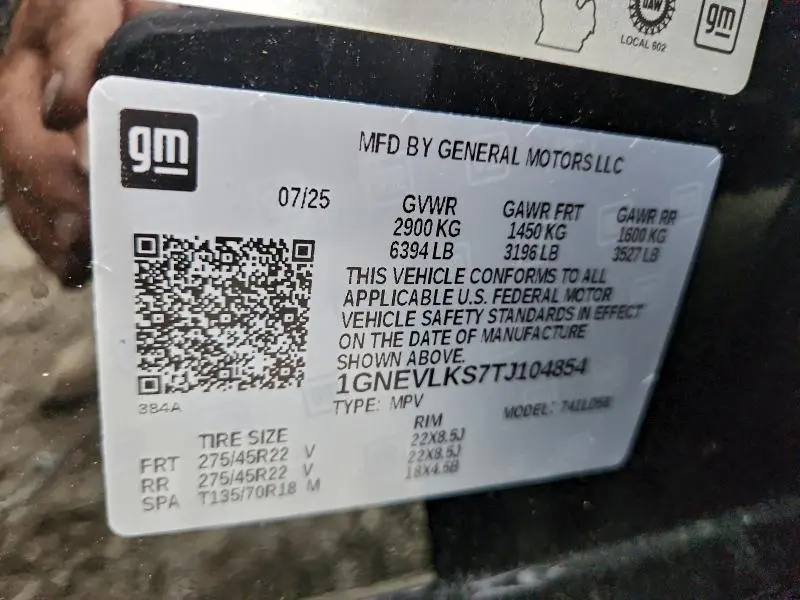 UAW
LOCAL 602
gm
gm
MFD BY GENERAL MOTORS LLC
07/25
GVWR GAWR FRT GAWR RR
2900 KG 1450 KG 1600 KG
6394 LB 3196 LB 3527 LB
THIS VEHICLE CONFORMS TO ALL
APPLICABLE U.S. FEDERAL MOTOR
VEHICLE SAFETY STANDARDS IN EFFECT
ON THE DATE OF MANUFACTURE
SHOWN ABOVE.
1GNEVLKS7TJ104854
384A
TYPE: MPV MODEL:
TIRE SIZE RIM
FRT 275/45R22 V 22X8.5J
RR 275/45R22 V 22X8.5J
SPA T135/70R18 M 18X4.5B